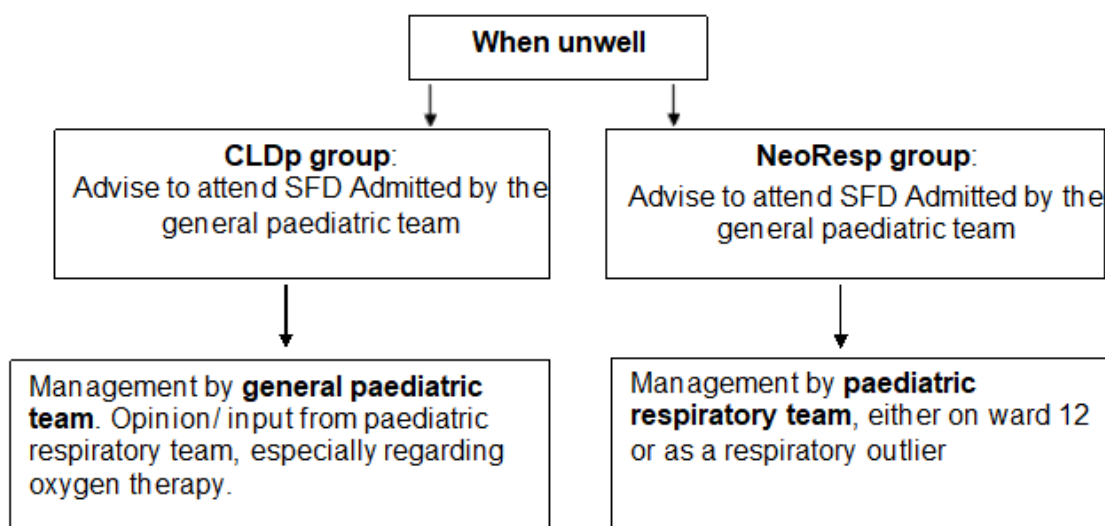 When unwell
CLDp group:
Advise to attend SFD Admitted by the
general paediatric team
NeoResp group:
Advise to attend SFD Admitted by the
general paediatric team
Management by general paediatric
team. Opinion/ input from paediatric
respiratory team, especially regarding
oxygen therapy.
Management by paediatric
respiratory team, either on ward 12
or as a respiratory outlier